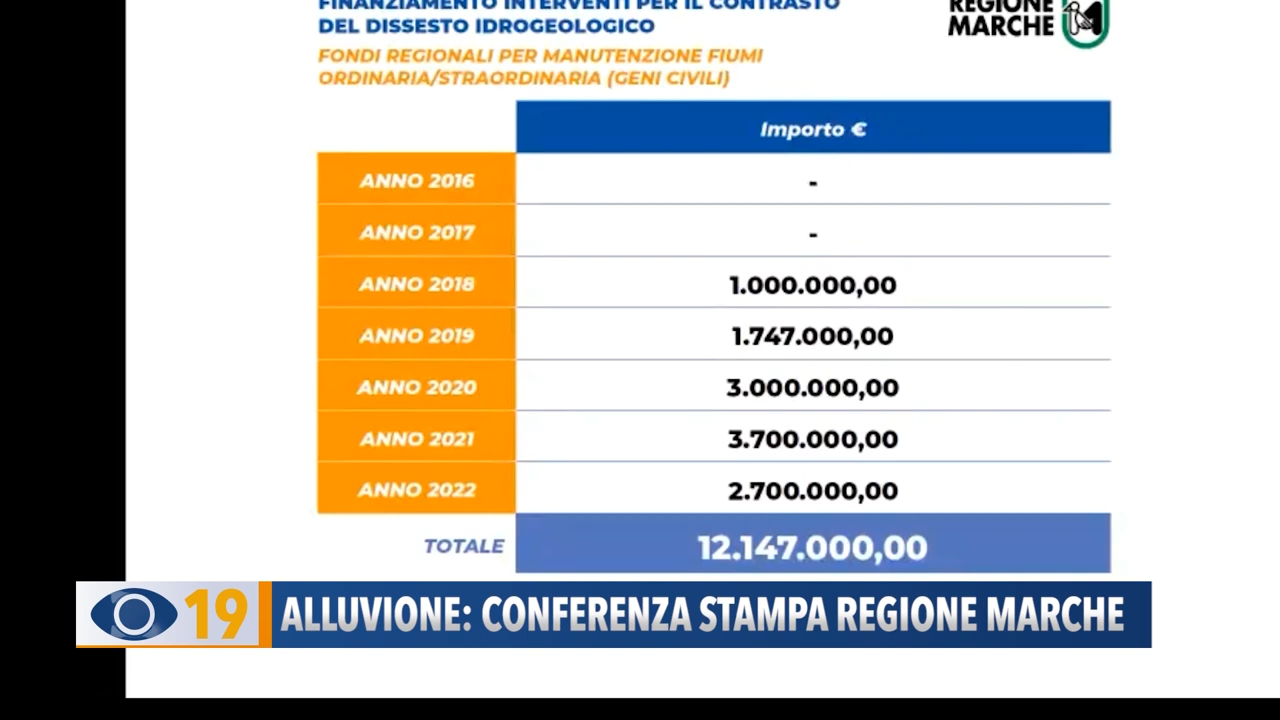 FINANZIAMENTO INTERVENTI PER IL CONTRASTO
DEL DISSESTO IDROGEOLOGICO
REGIONE
MARCHE
FONDI REGIONALI PER MANUTENZIONE FIUMI
ORDINARIA/STRAORDINARIA (GENI CIVILI)
Importo €
ANNO 2016 -
ANNO 2017 -
ANNO 2018 1.000.000,00
ANNO 2019 1.747.000,00
ANNO 2020 3.000.000,00
ANNO 2021 3.700.000,00
ANNO 2022 2.700.000,00
TOTALE 12.147.000,00
19 ALLUVIONE: CONFERENZA STAMPA REGIONE MARCHE